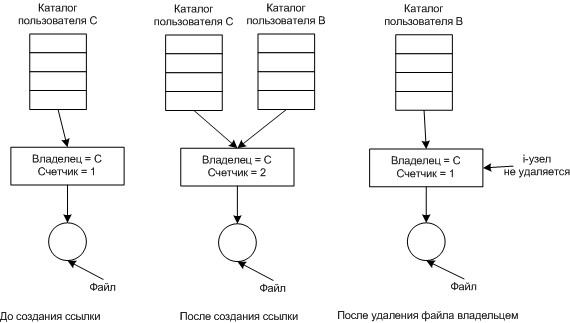 Каталог
пользователя C
Каталог
пользователя C
Каталог
пользователя B
Каталог
пользователя B
Владелец = C
Счетчик = 1
Владелец = C
Счетчик = 2
Владелец = C
Счетчик = 1
i-узел
не удаляется
Файл
Файл
Файл
До создания ссылки
После создания ссылки
После удаления файла владельцем